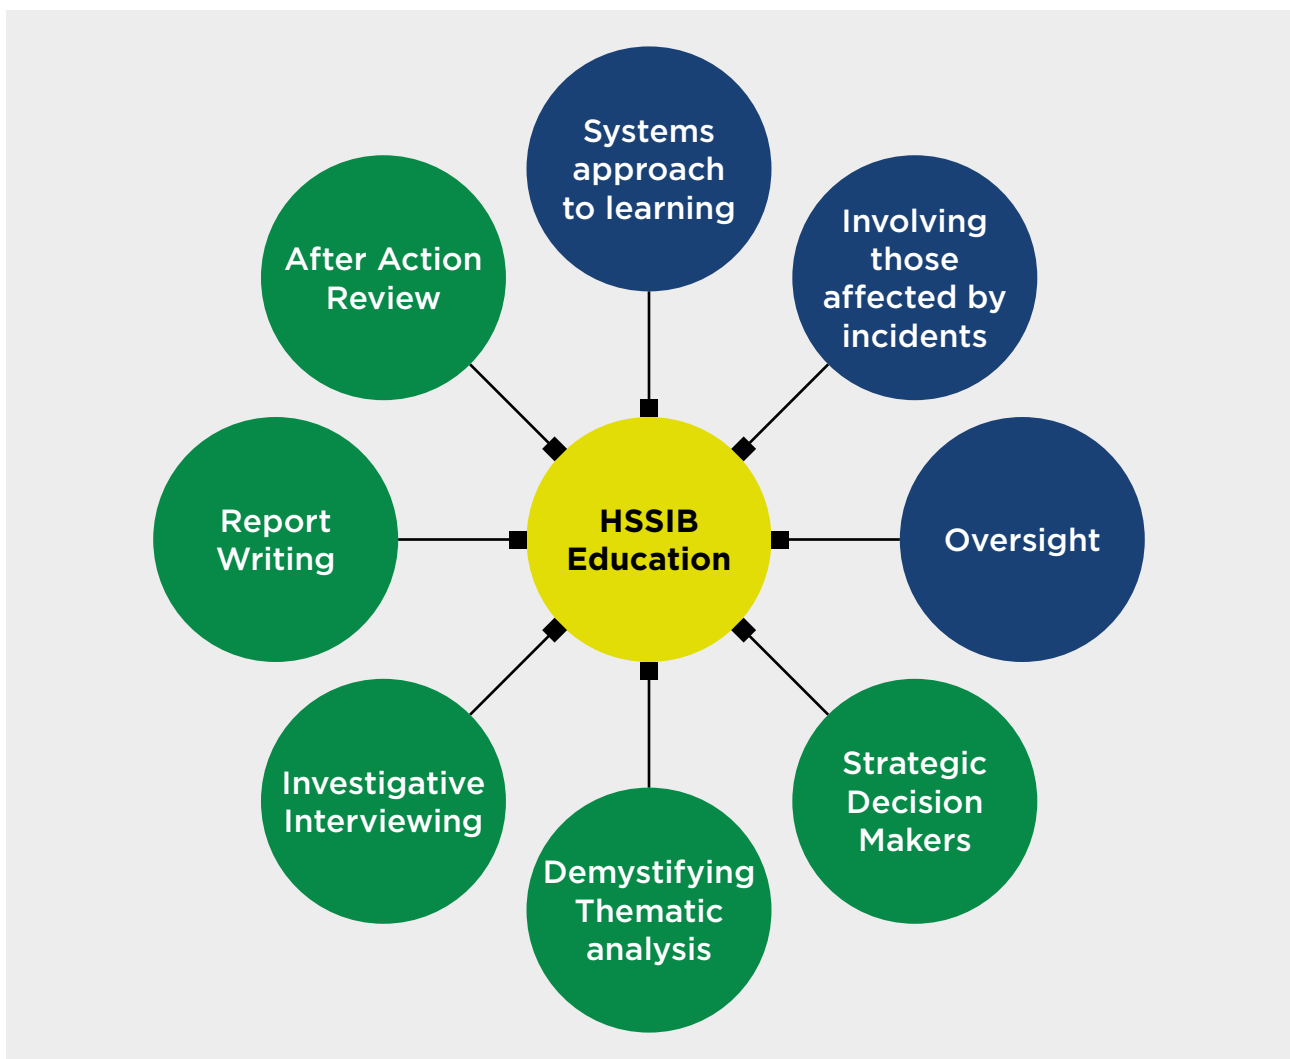 Systems
approach
to learning
Involving
those
affected by
incidents
After Action
Review
Report
Writing
HSSIB
Education
Oversight
Investigative
Interviewing
Strategic
Decision
Makers
Demystifying
Thematic
analysis